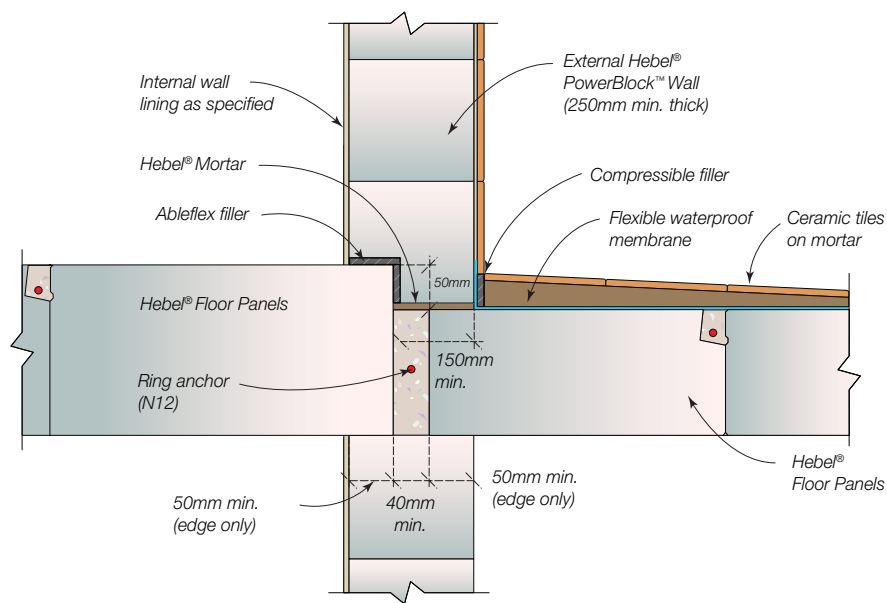 Internal wall
lining as specified
External Hebel®
PowerBlock™ Wall
(250mm min. thick)
Hebel® Mortar
Compressible filler
Ableflex filler
Flexible waterproof
membrane
Ceramic tiles
on mortar
50mm
Hebel® Floor Panels
150mm
min.
Ring anchor
(N12)
50mm min.
(edge only)
40mm
min.
50mm min.
(edge only)
Hebel®
Floor Panels